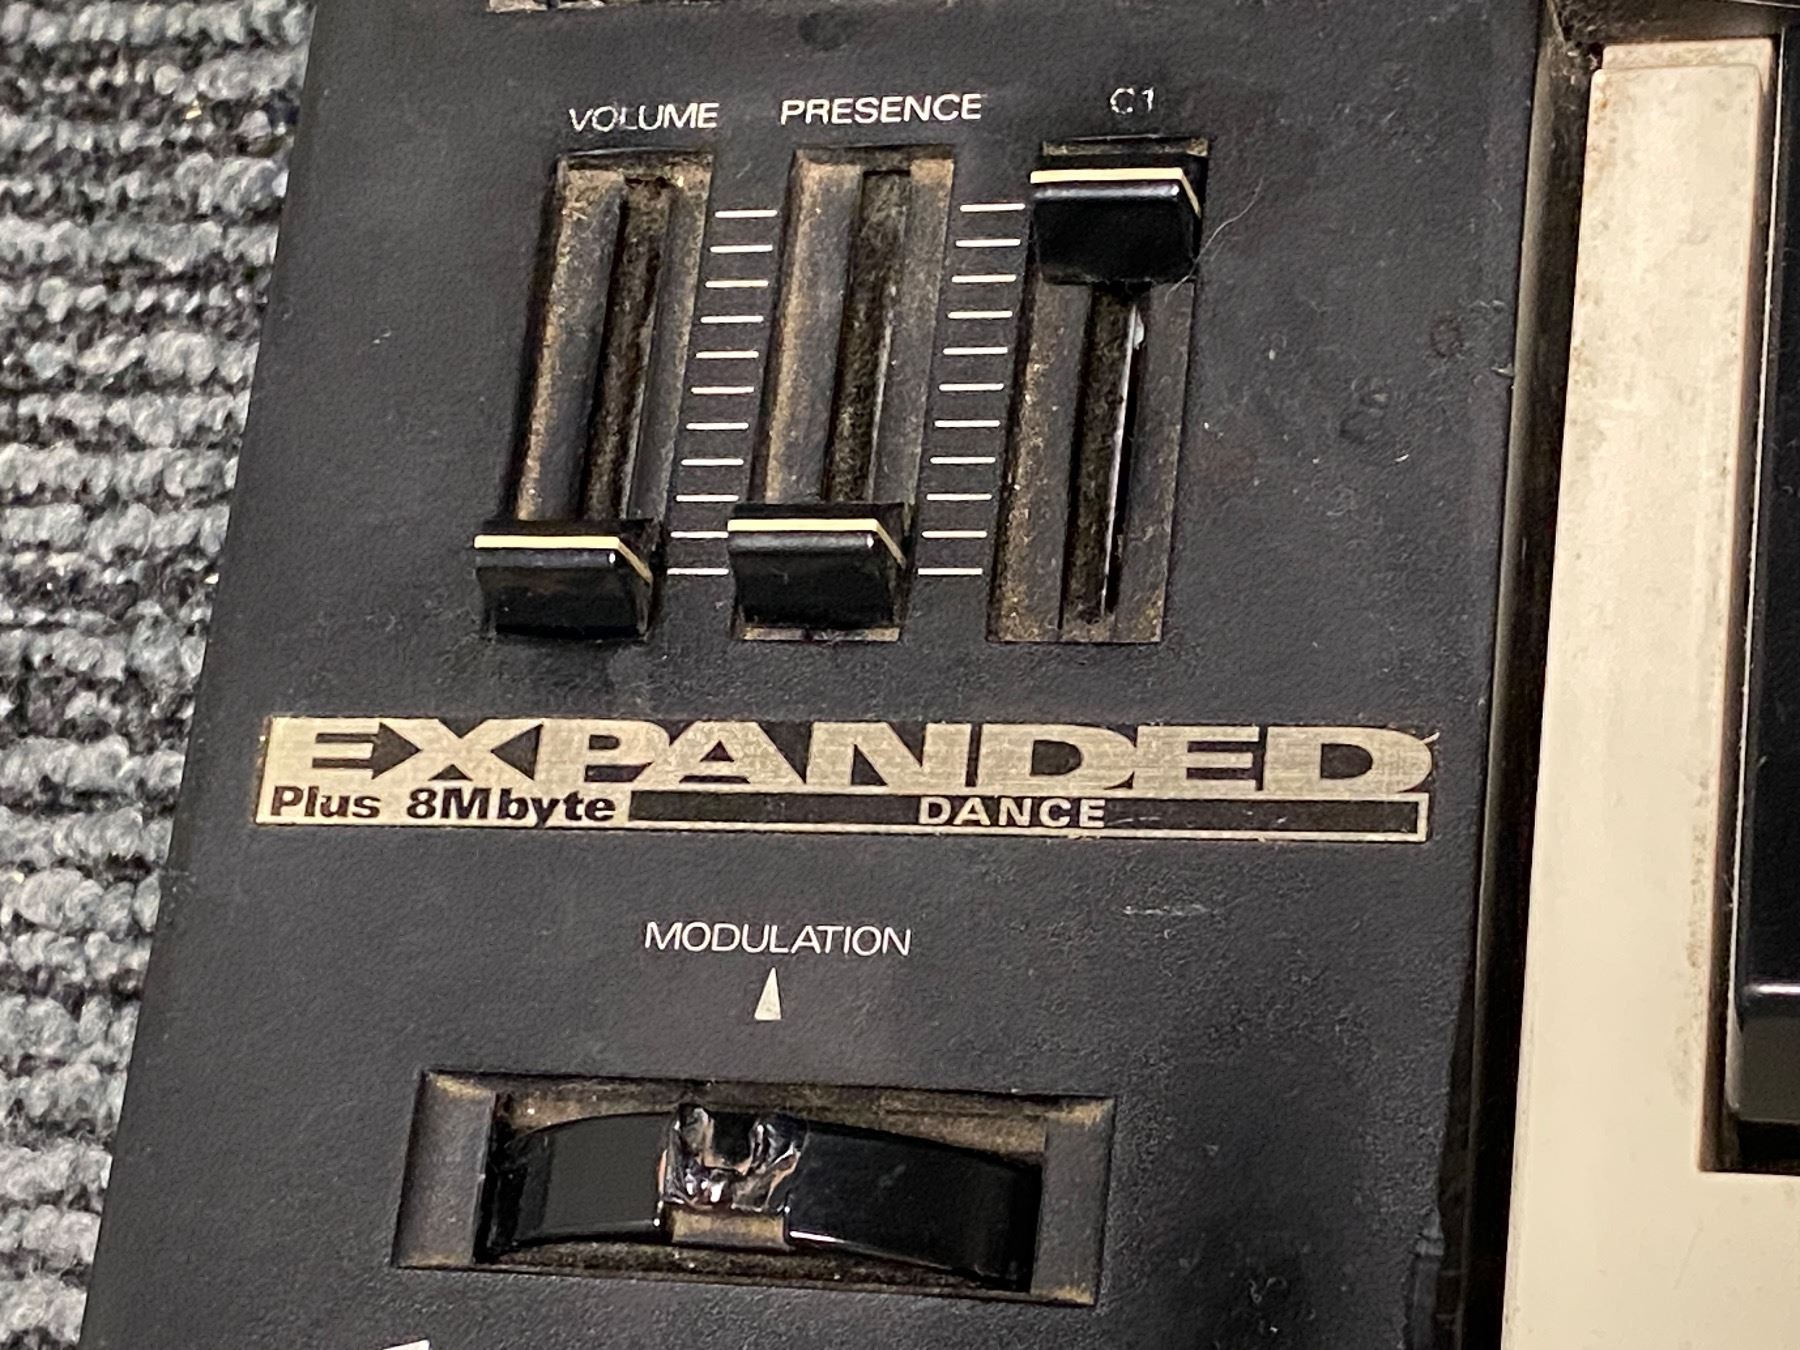 VOLUME PRESENCE C1
EXPANDED
Plus 8Mbyte DANCE
MODULATION